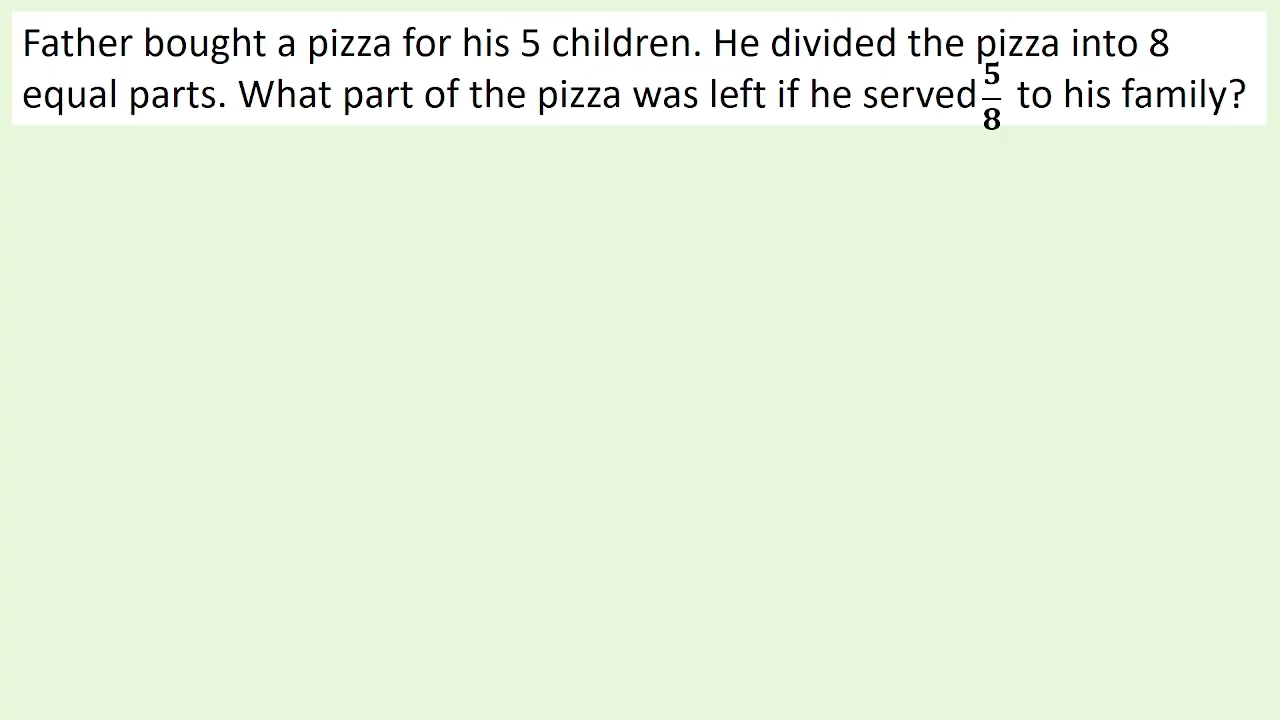 Father bought a pizza for his 5 children. He divided the pizza into 8
equal parts. What part of the pizza was left if he served 5/8 to his family?